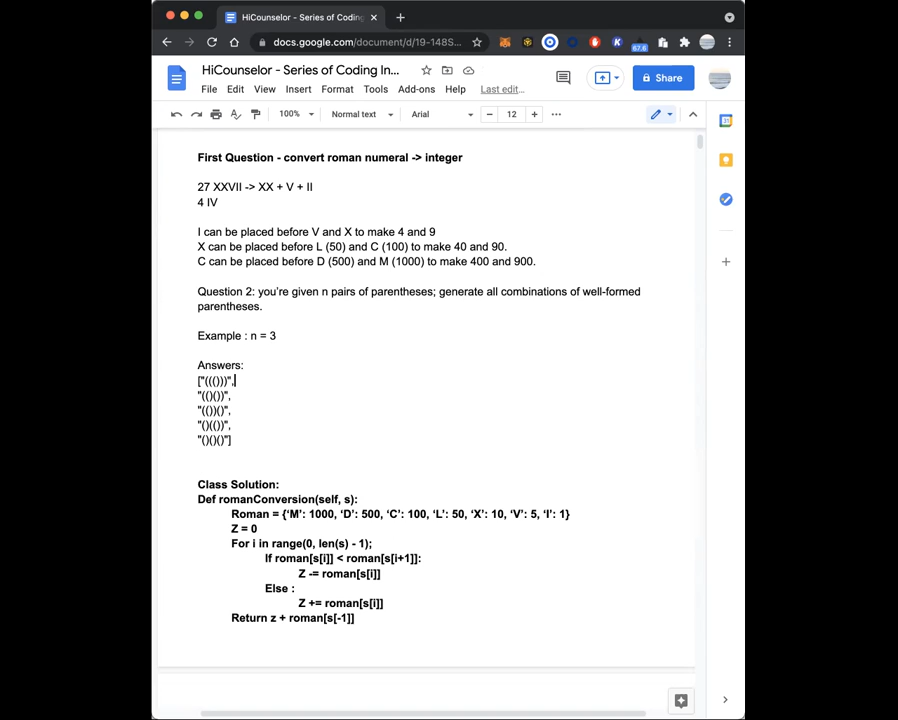 HiCounselor - Series of Coding
docs.google.com/document/d/19-148S...
67.6
HiCounselor - Series of Coding In...
File Edit View Insert Format Tools Add-ons Help Last edit...
Share
100% Normal text Arial 12
31
First Question - convert roman numeral -> integer
27 XXVII -> XX + V + II
4 IV
I can be placed before V and X to make 4 and 9
X can be placed before L (50) and C (100) to make 40 and 90.
C can be placed before D (500) and M (1000) to make 400 and 900.
Question 2: you’re given n pairs of parentheses; generate all combinations of well-formed
parentheses.
Example : n = 3
Answers:
["((()))",
"(()())",
"(())()",
"()(())",
"()()()"]
Class Solution:
Def romanConversion(self, s):
Roman = {‘M’: 1000, ‘D’: 500, ‘C’: 100, ‘L’: 50, ‘X’: 10, ‘V’: 5, ‘I’: 1}
Z = 0
For i in range(0, len(s) - 1);
If roman[s[i]] < roman[s[i+1]]:
Z -= roman[s[i]]
Else :
Z += roman[s[i]]
Return z + roman[s[-1]]